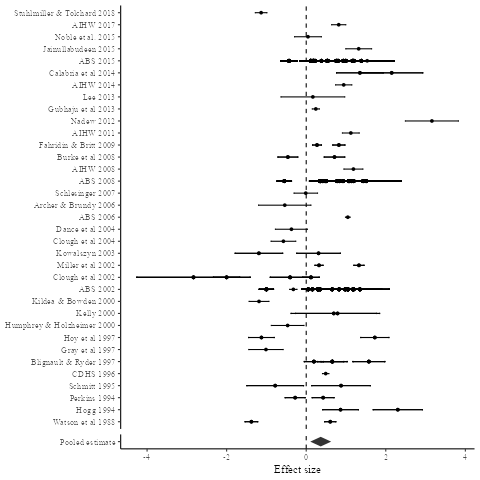 Stuhlmiller & Tolchard 2018
AIHW 2017
Noble et al. 2015
Jainullabudeen 2015
ABS 2015
Calabria et al 2014
AIHW 2014
Lee 2013
Gubhaju et al 2013
Nadew 2012
AIHW 2011
Fahridin & Britt 2009
Burke et al 2008
AIHW 2008
ABS 2008
Schlesinger 2007
Archer & Brundy 2006
ABS 2006
Dance et al 2004
Clough et al 2004
Kowalszyn 2003
Miller et al 2002
Clough et al 2002
ABS 2002
Kildea & Bowden 2000
Kelly 2000
Humphrey & Holzheimer 2000
Hoy et al 1997
Gray et al 1997
Blignault & Ryder 1997
CDHS 1996
Schmitt 1995
Perkins 1994
Hogg 1994
Watson et al 1988
Pooled estimate
-4 -2 0 2 4
Effect size